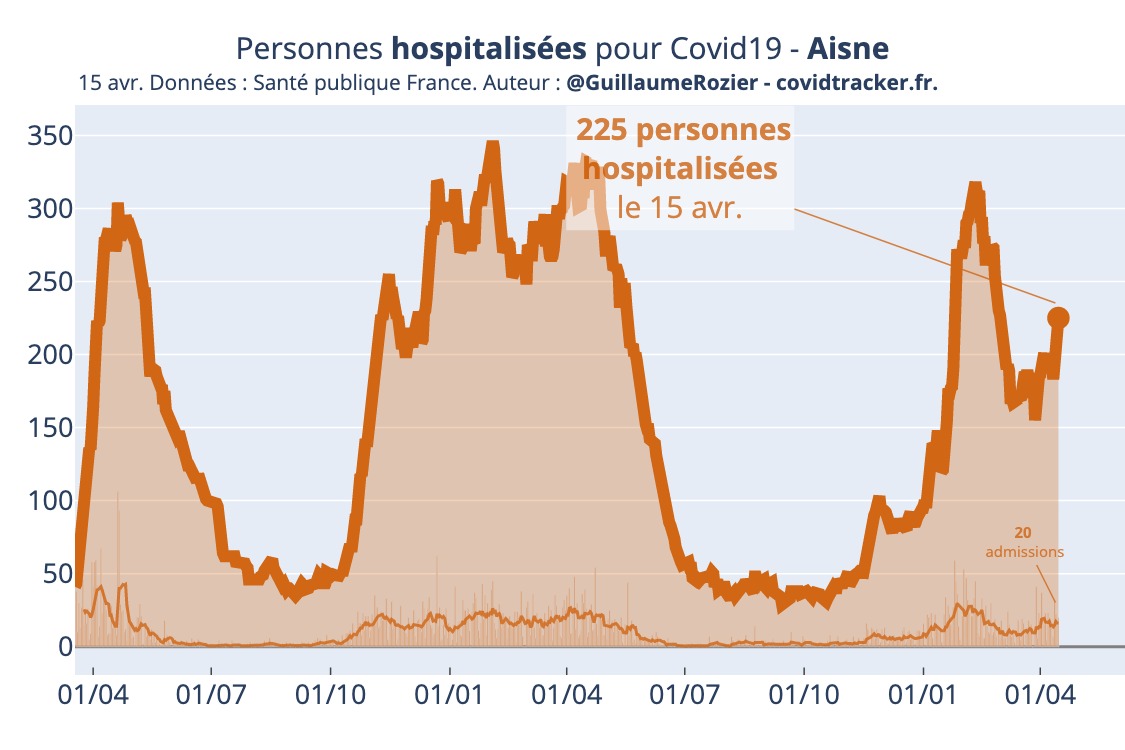 Personnes hospitalisées pour Covid19 - Aisne
15 avr. Données : Santé publique France. Auteur : @GuillaumeRozier - covidtracker.fr.
225 personnes
hospitalisées
le 15 avr.
350
300
250
200
150
100
50
0
20
admissions
01/04 01/07 01/10 01/01 01/04 01/07 01/10 01/01 01/04